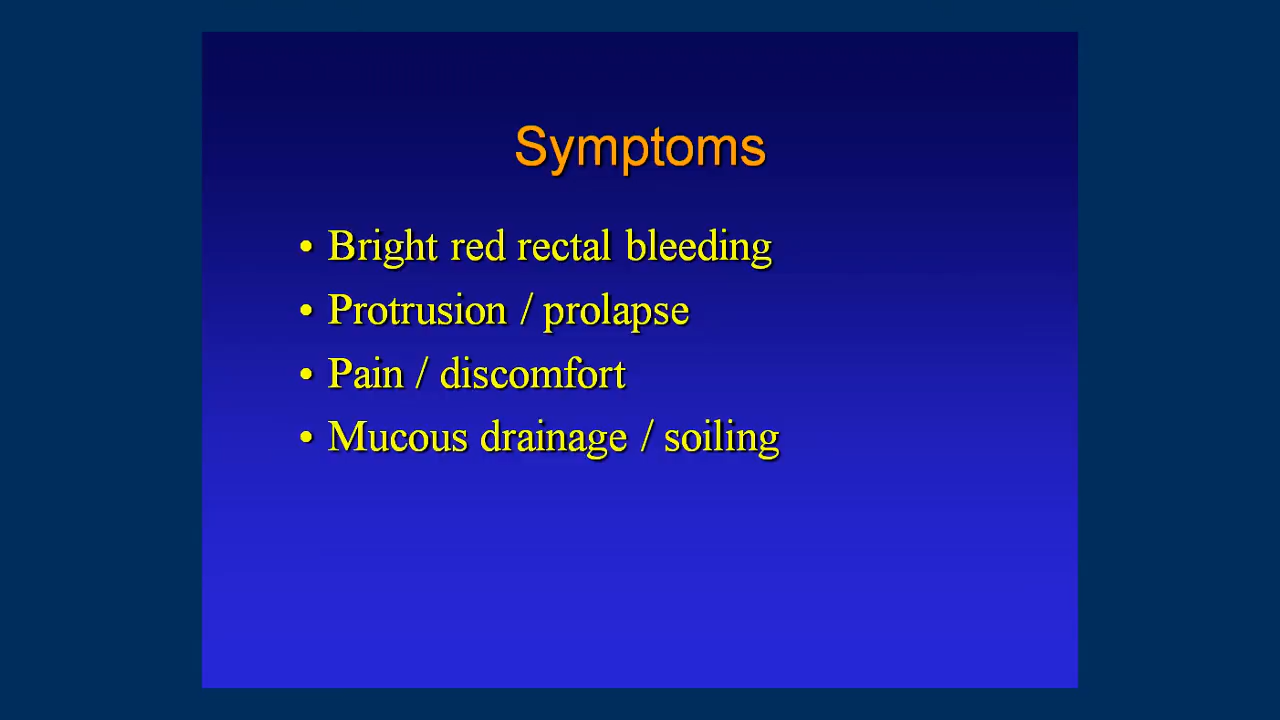 Symptoms
• Bright red rectal bleeding
• Protrusion / prolapse
• Pain / discomfort
• Mucous drainage / soiling